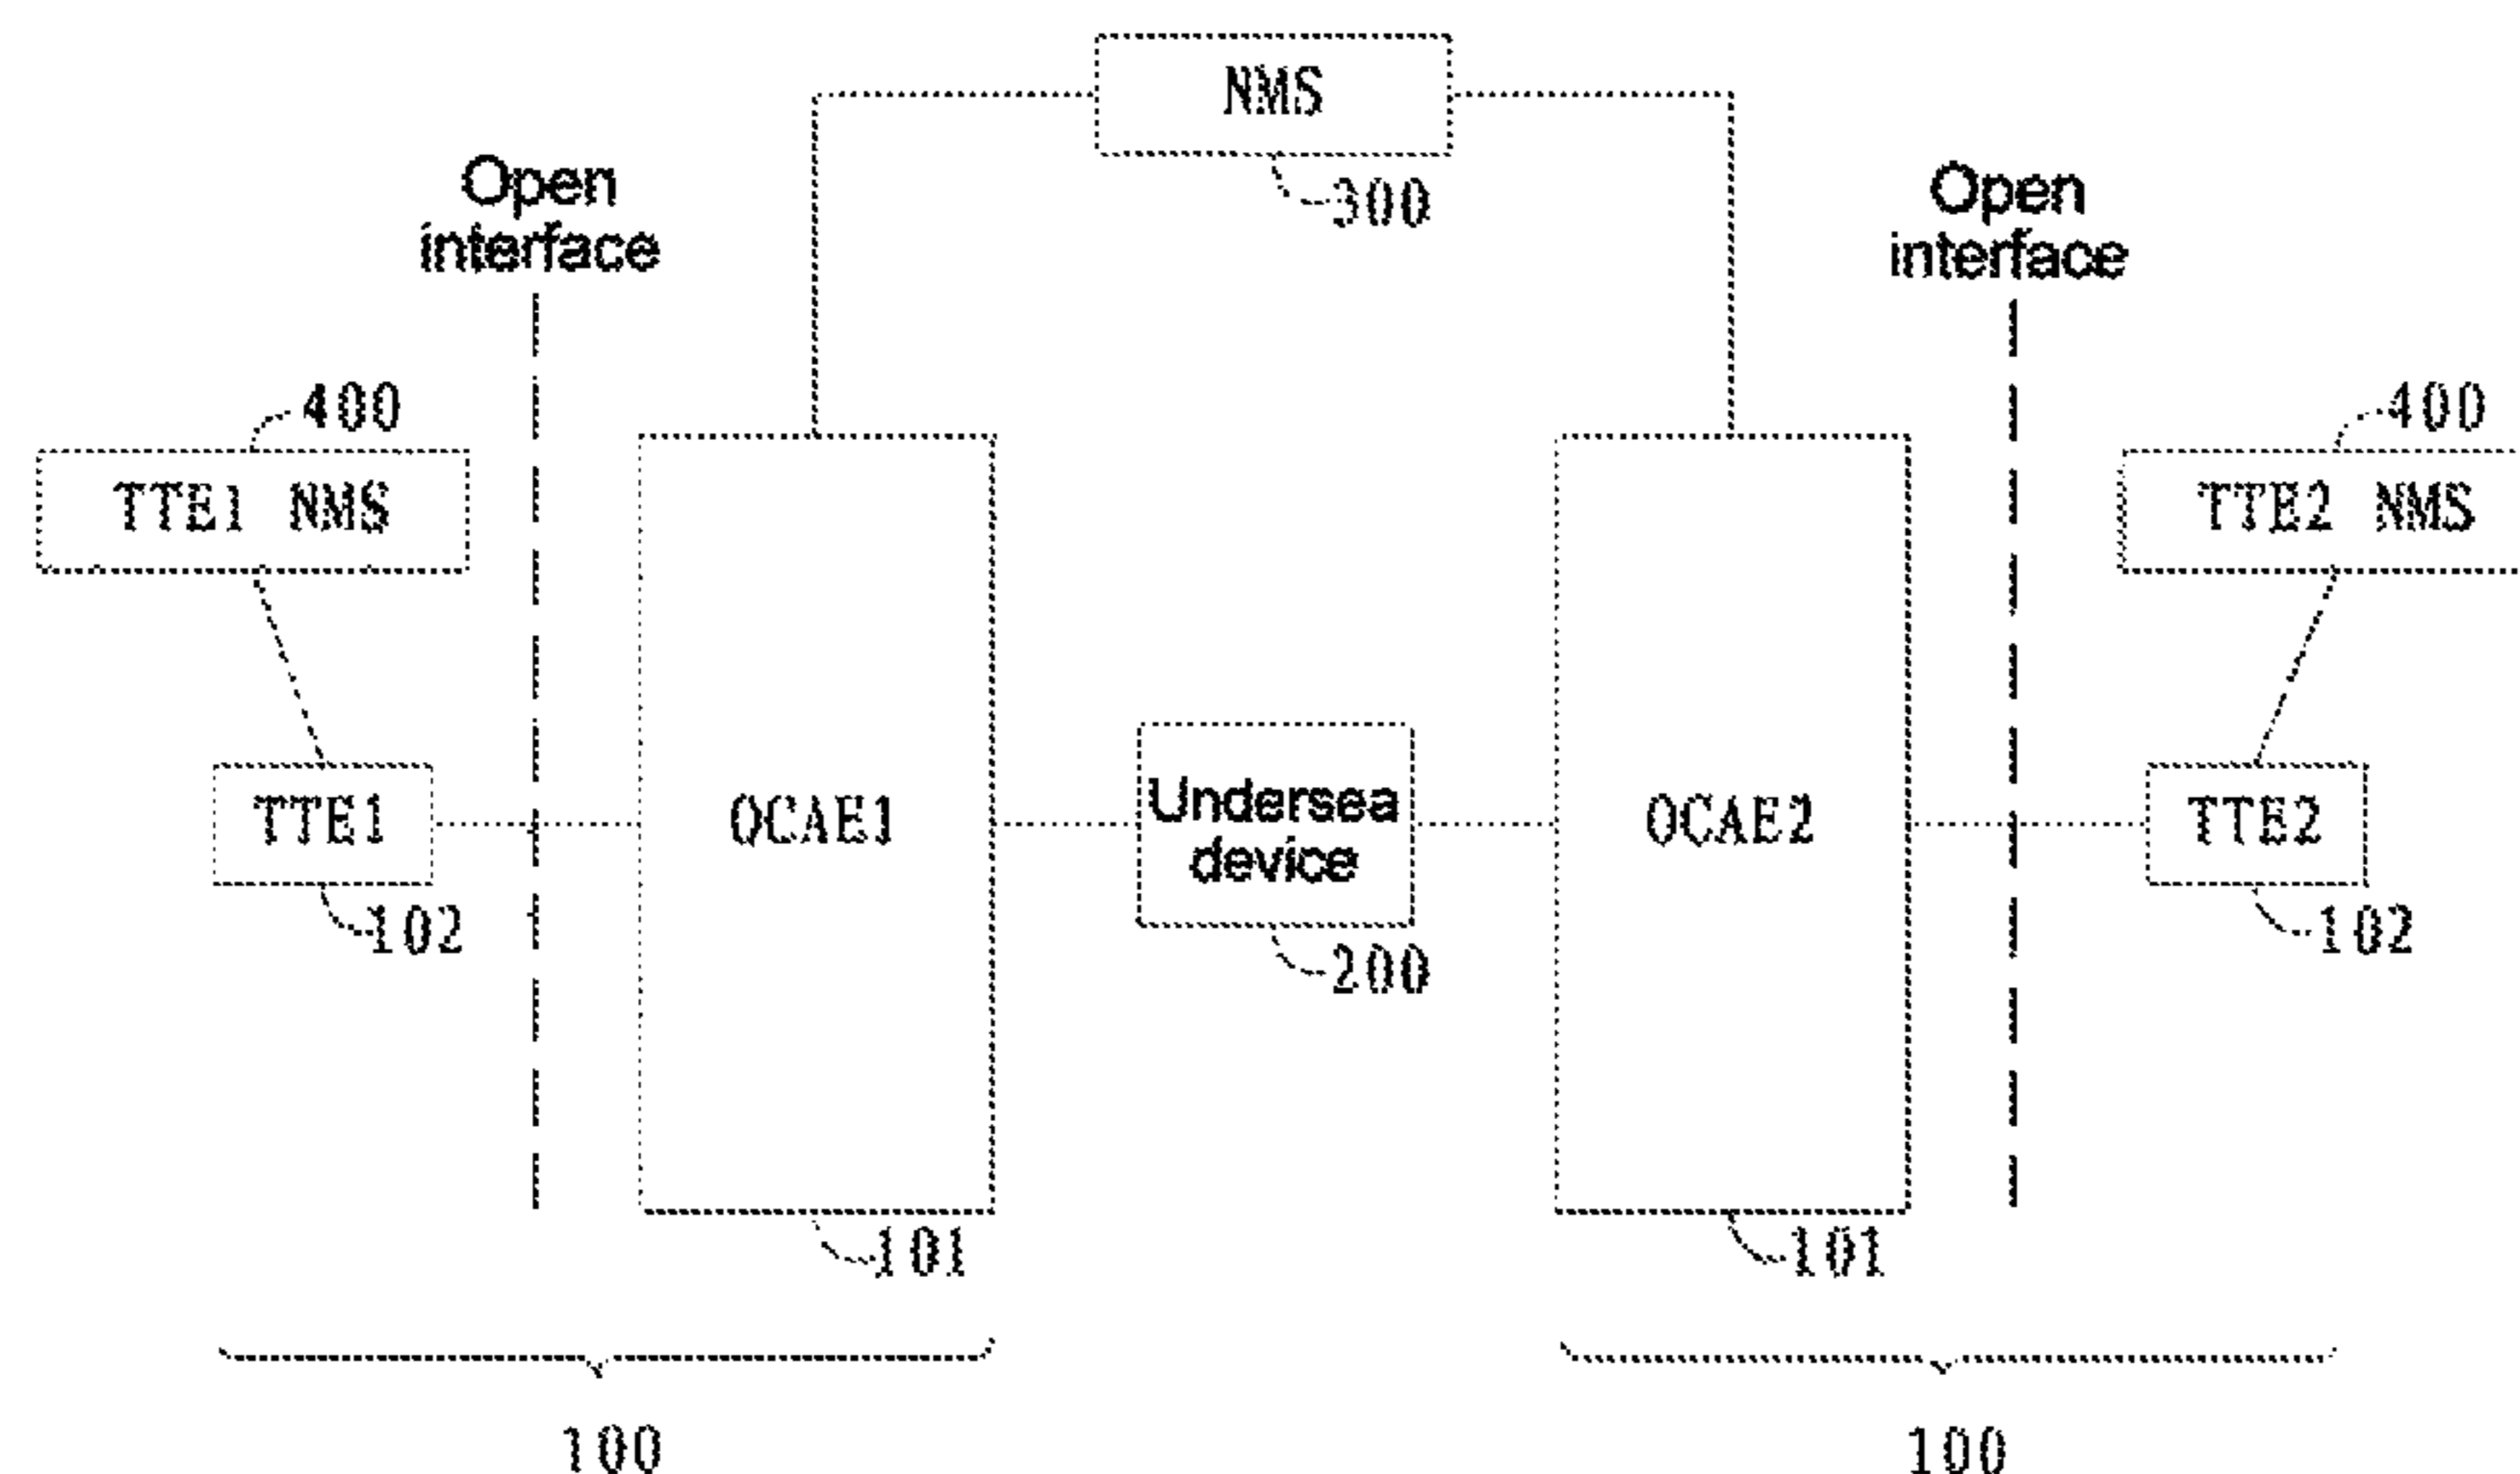 NMS
300
Open
interface
Open
interface
400
TTE1 NMS
400
TTE2 NMS
TTE1
OCAE1
Undersea
device
OCAE2
TTE2
102
200
102
101
101
100
100